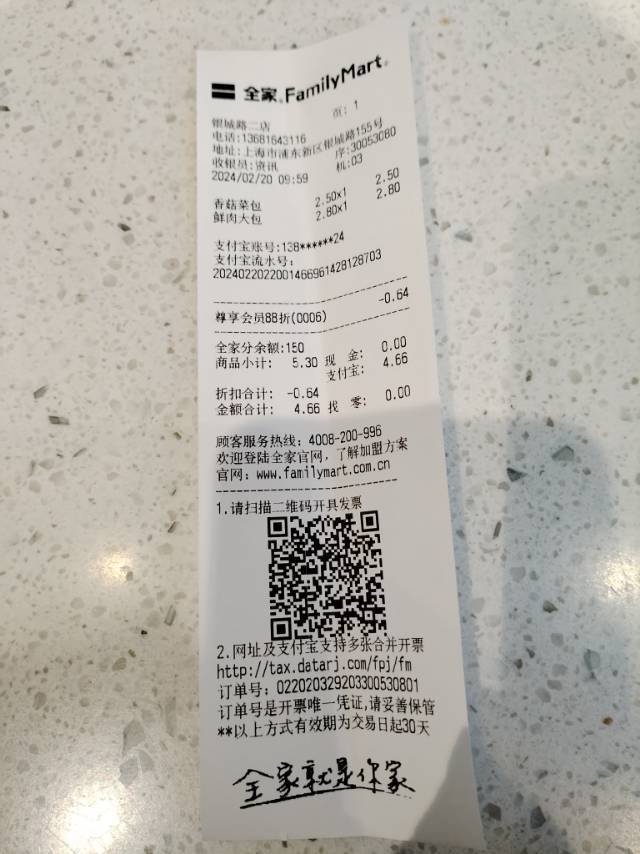 全家 FamilyMart
页: 1
银城路二店
电话:13681643116
地址:上海市浦东新区银城路155号
收银员:资讯 序:30053080
2024/02/20 09:59 机:03
香菇菜包 2.50x1 2.50
鲜肉大包 2.80x1 2.80
支付宝账号:138******24
支付宝流水号:
2024022022001466961428128703
-0.64
尊享会员88折(0006)
全家分余额:150
商品小计: 5.30 现 金: 0.00
支付宝: 4.66
折扣合计: -0.64
金额合计: 4.66 找 零: 0.00
顾客服务热线: 4008-200-996
欢迎登陆全家官网,了解加盟方案
官网: www.familymart.com.cn
1.请扫描二维码开具发票
2.网址及支付宝支持多张合并开票
http://tax.datarj.com/fpj/fm
订单号: 022020329203300530801
订单号是开票唯一凭证,请妥善保管
**以上方式有效期为交易日起30天
全家就是你家